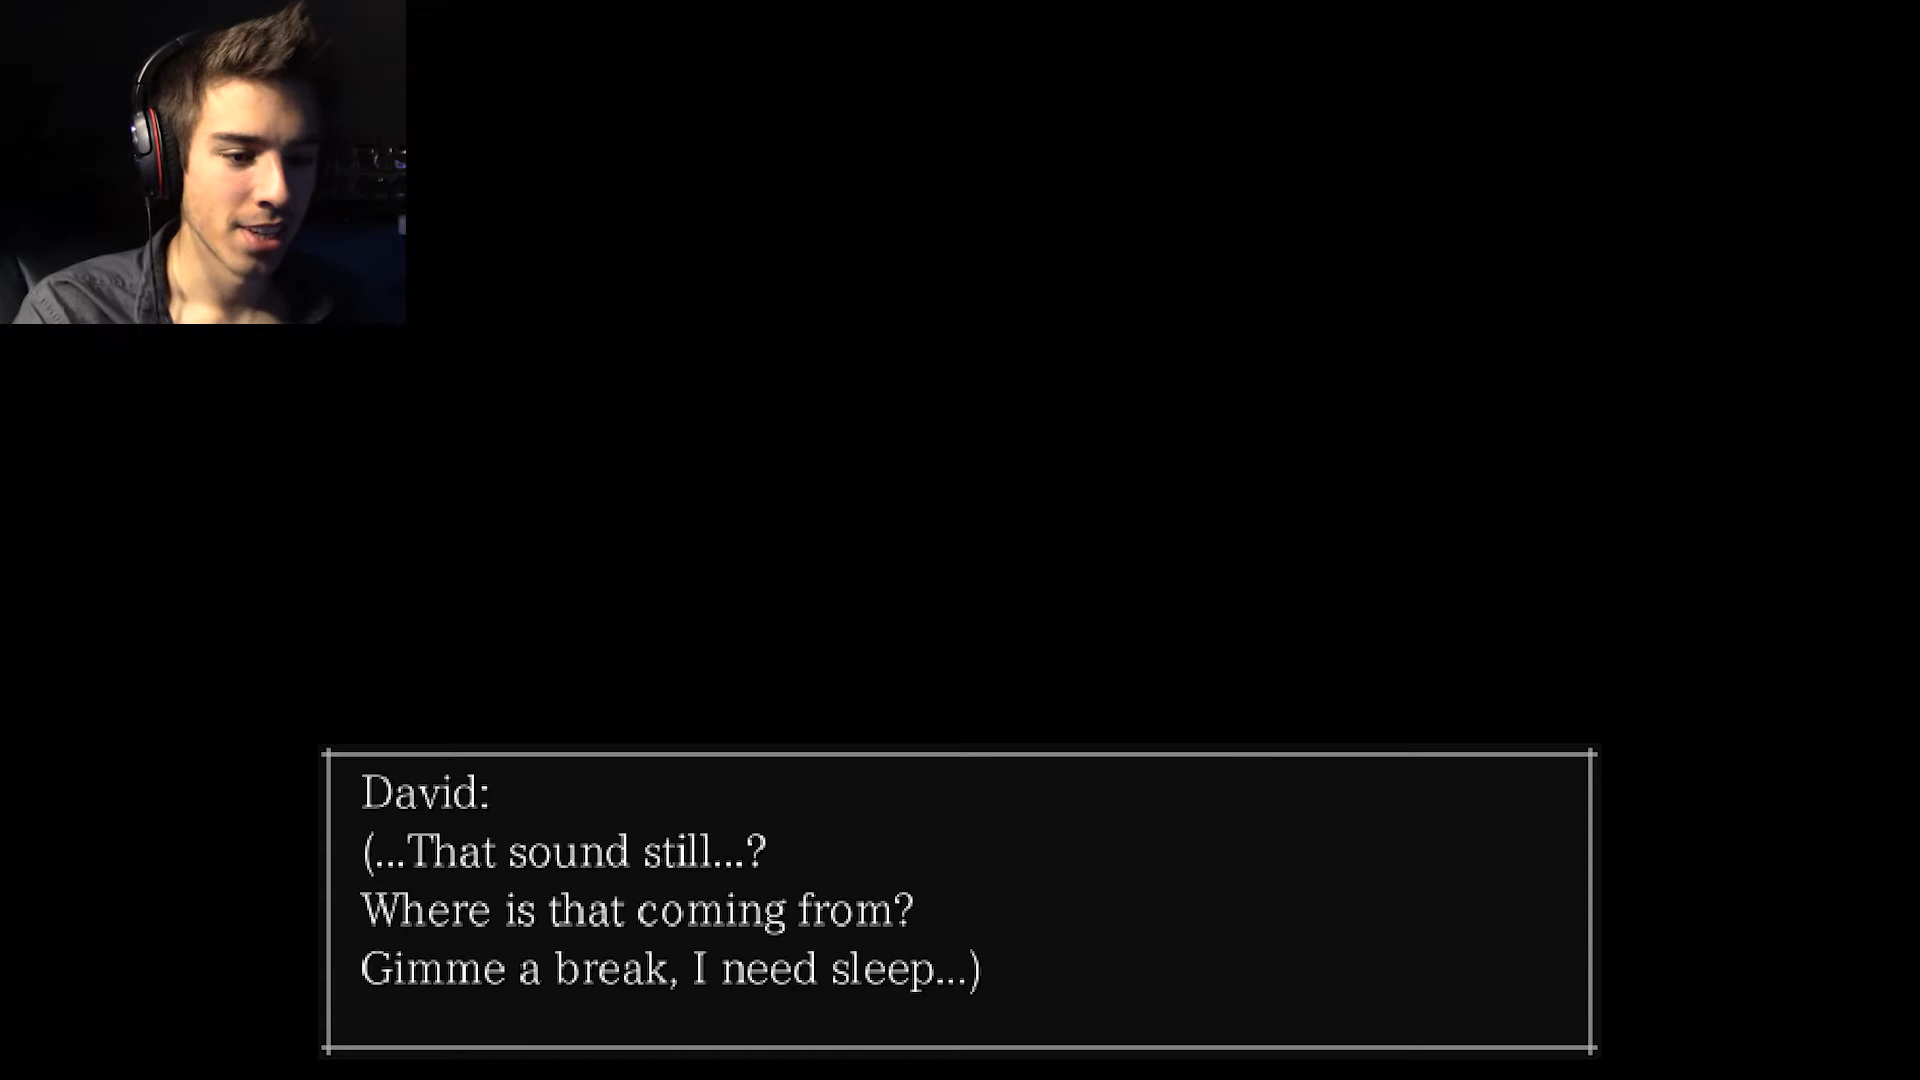 David:
(...That sound still...?
Where is that coming from?
Gimme a break, I need sleep...)